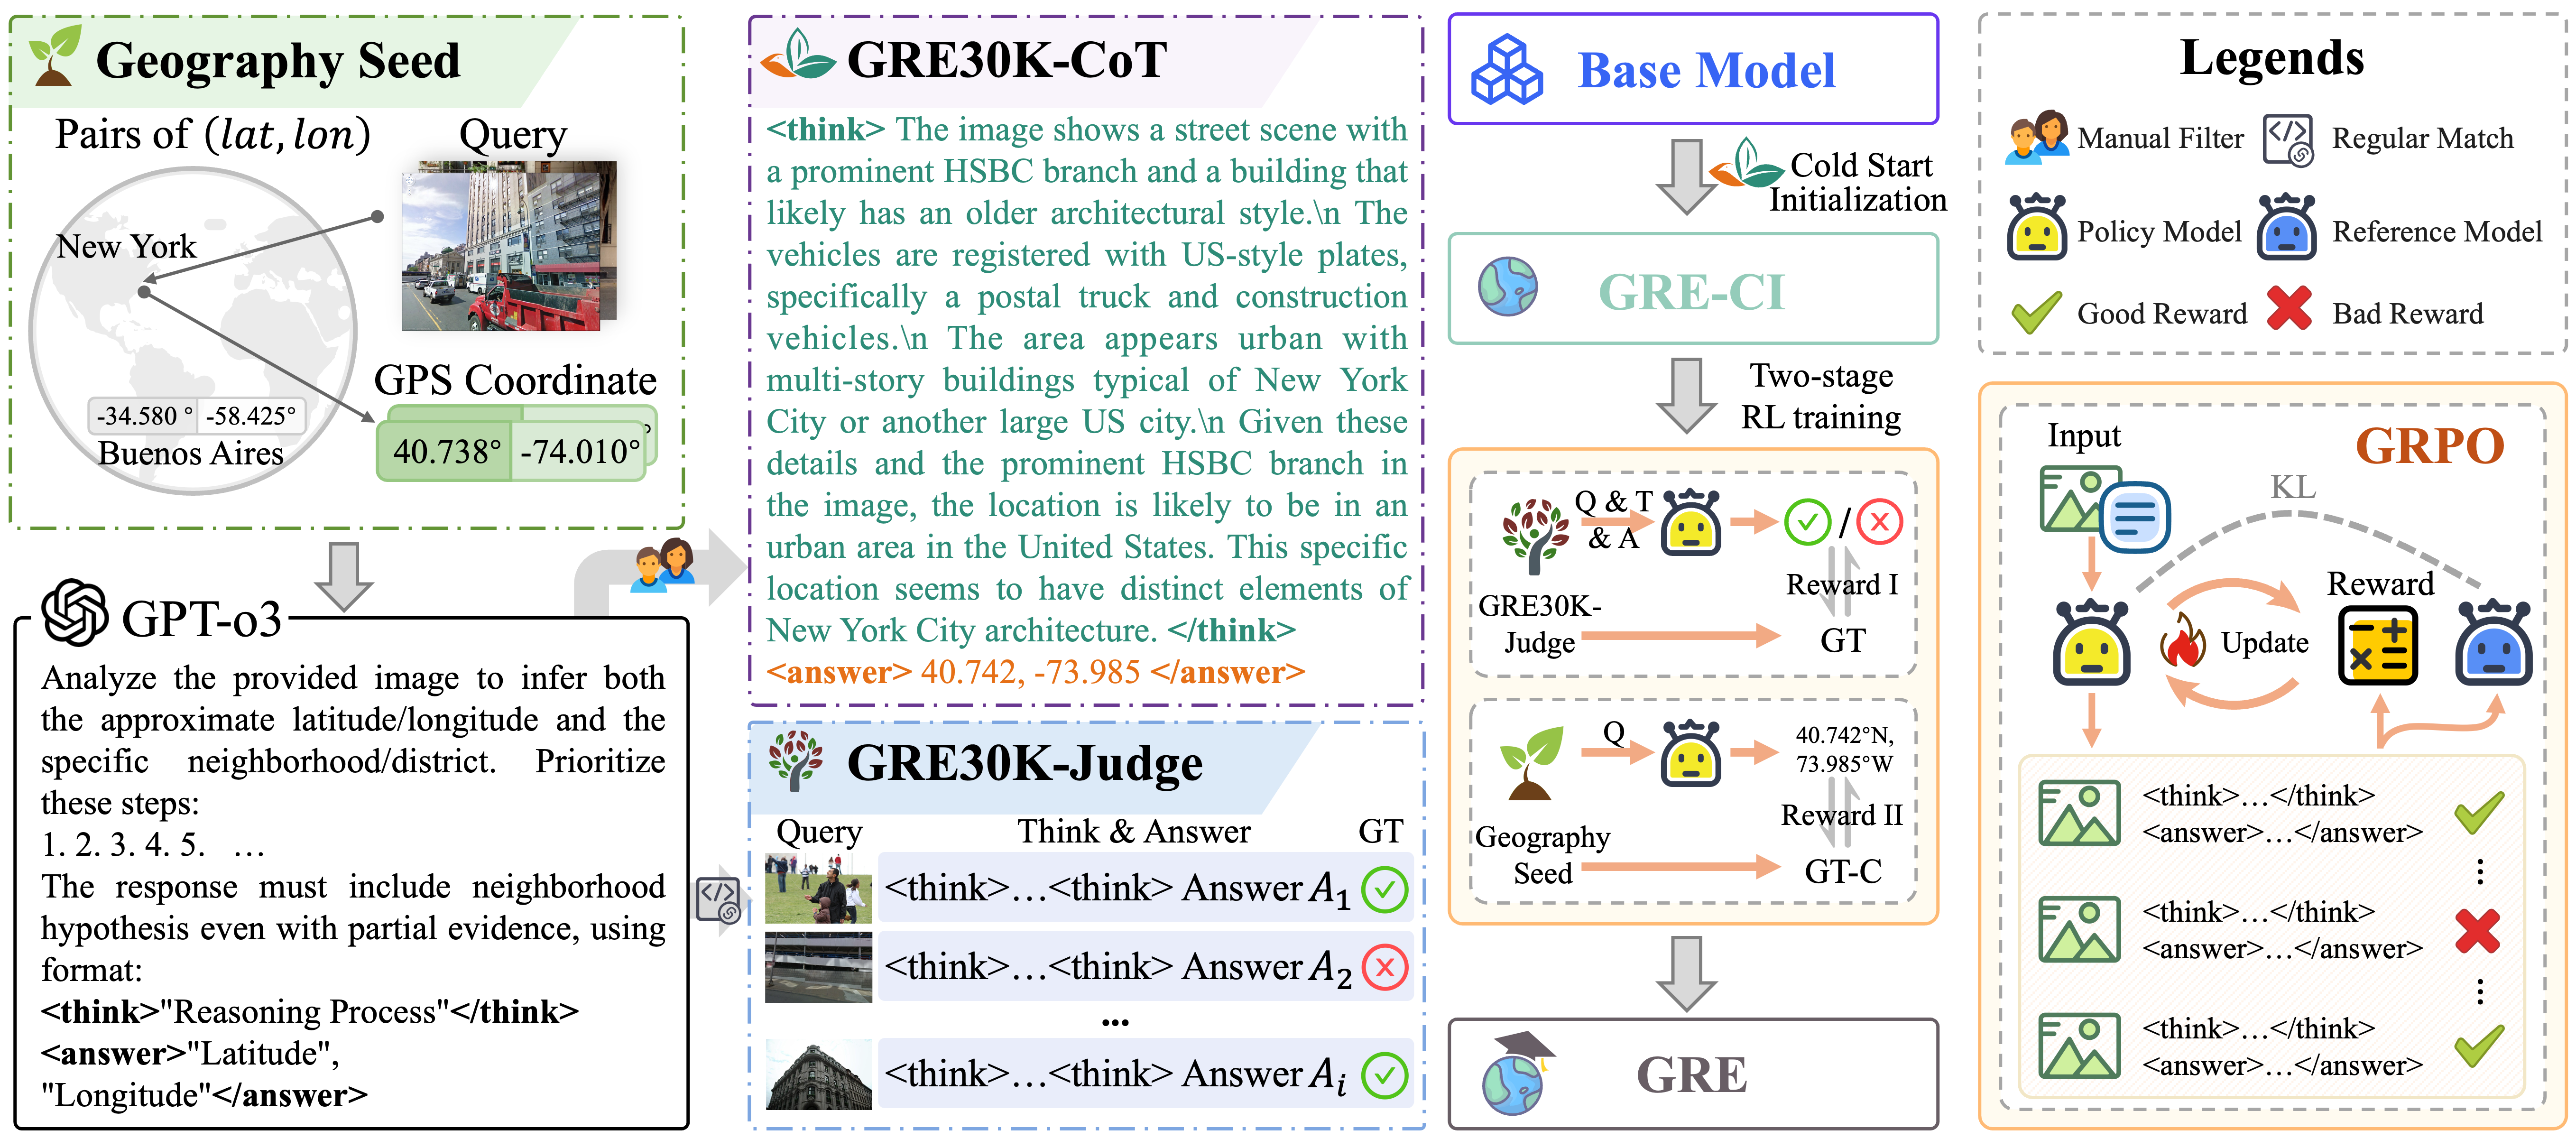 Geography Seed
Pairs of (lat, lon)
Query
New York
GPS Coordinate
-34.580 ° -58.425°
Buenos Aires
40.738° -74.010°
GPT-o3
Analyze the provided image to infer both
the approximate latitude/longitude and the
specific neighborhood/district. Prioritize
these steps:
1. 2. 3. 4. 5. …
The response must include neighborhood
hypothesis even with partial evidence, using
format:
<think>"Reasoning Process"</think>
<answer>"Latitude",
"Longitude"</answer>
GRE30K-CoT
<think> The image shows a street scene with
a prominent HSBC branch and a building that
likely has an older architectural style.\n The
vehicles are registered with US-style plates,
specifically a postal truck and construction
vehicles.\n The area appears urban with
multi-story buildings typical of New York
City or another large US city.\n Given these
details and the prominent HSBC branch in
the image, the location is likely to be in an
urban area in the United States. This specific
location seems to have distinct elements of
New York City architecture. </think>
<answer> 40.742, -73.985 </answer>
GRE30K-Judge
Query Think & Answer GT
<think>…<think> Answer A1
<think>…<think> Answer A2
...
<think>…<think> Answer Ai
Base Model
Cold Start
Initialization
GRE-CI
Two-stage
RL training
Q & T
& A
/
Reward I
GRE30K-
Judge
GT
Q
40.742°N,
73.985°W
Reward II
Geography
Seed
GT-C
GRE
Legends
Manual Filter
Regular Match
Policy Model
Reference Model
Good Reward
Bad Reward
Input
GRPO
KL
Reward
Update
<think>…</think>
<answer>…</answer>
⋮
<think>…</think>
<answer>…</answer>
⋮
<think>…</think>
<answer>…</answer>